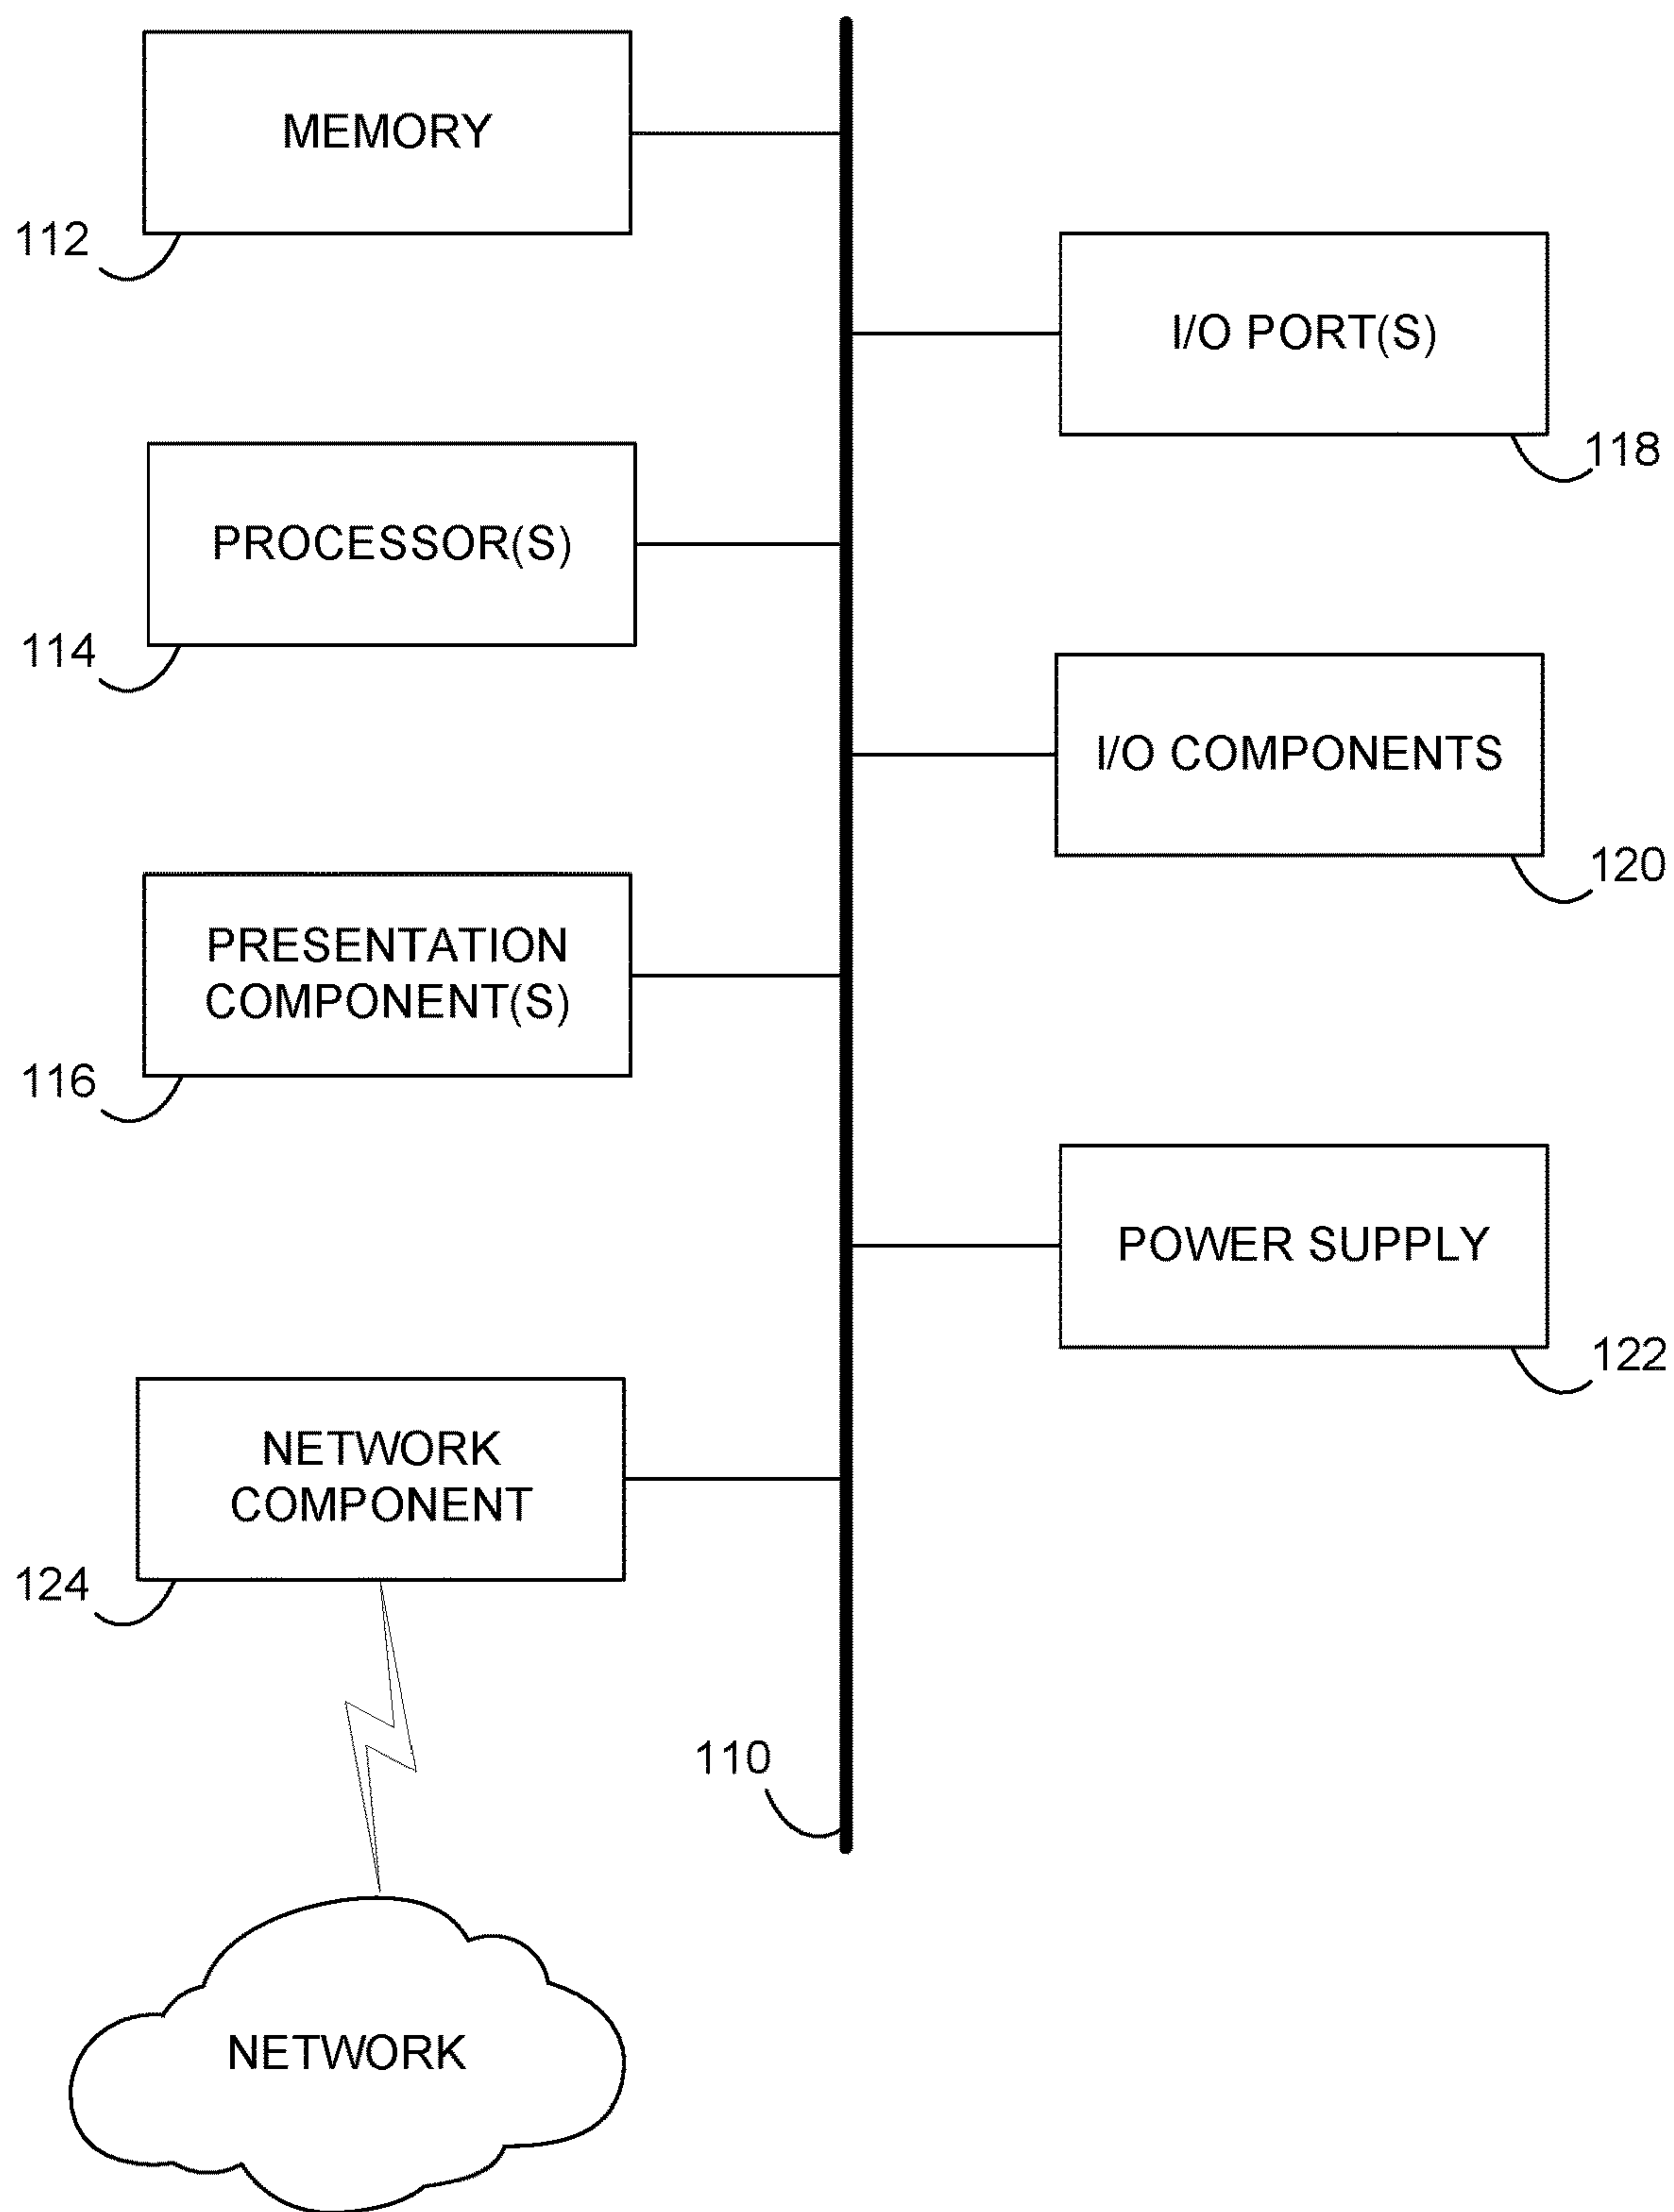 MEMORY
112
I/O PORT(S)
118
PROCESSOR(S)
114
I/O COMPONENTS
120
PRESENTATION
COMPONENT(S)
116
POWER SUPPLY
122
NETWORK
COMPONENT
124
110
NETWORK